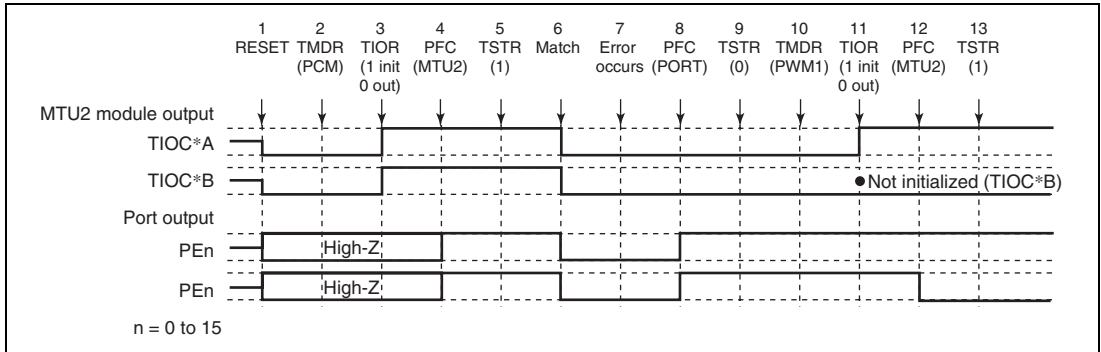 1 2 3 4 5 6 7 8 9 10 11 12 13
RESET TMDR TIOR PFC TSTR Match Error PFC TSTR TMDR TIOR PFC TSTR
(PCM) (1 init (MTU2) (1) occurs (PORT) (0) (PWM1) (1 init (MTU2) (1)
0 out) 0 out)
MTU2 module output
TIOC*A
TIOC*B
●Not initialized (TIOC*B)
Port output
PEn
High-Z
PEn
High-Z
n = 0 to 15